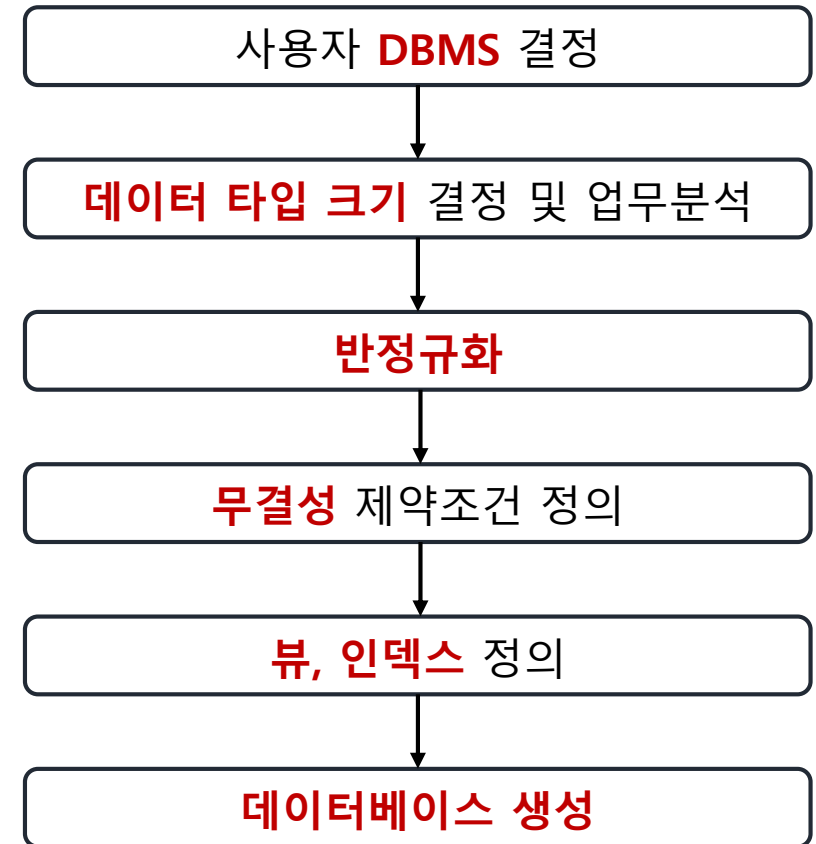 사용자 DBMS 결정
데이터 타입 크기 결정 및 업무분석
반정규화
무결성 제약조건 정의
뷰, 인덱스 정의
데이터베이스 생성